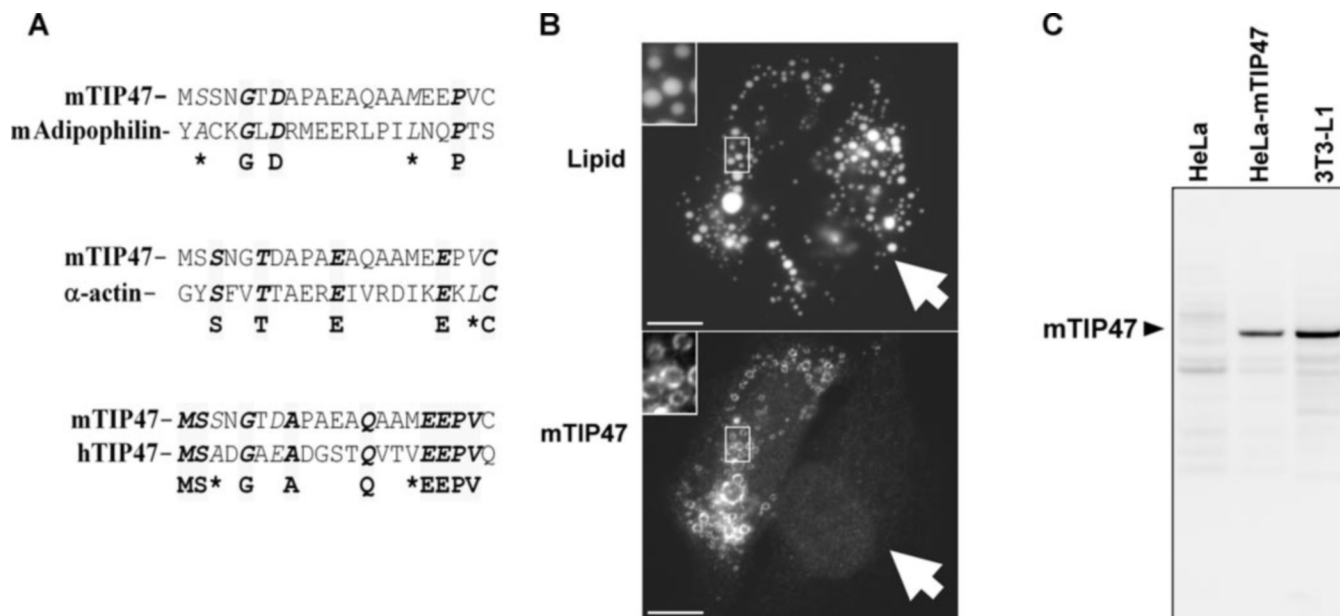 A
mTIP47– MSSNGTDAPAEAQAAMEEPVC
mAdipophilin- YACKGLDRMEERLPILNQPTS
* G D * P
mTIP47– MSSNGTDAPAEAQAAMEEPVC
α-actin– GYSFVTTAEREIVRDIKEKLC
S T E E *C
mTIP47– MSSNGTDAPAEAQAAMEEPVC
hTIP47– MSADGAEADGSTQVTVEEPVQ
MS* G A Q *EEPV
B
Lipid
mTIP47
C
HeLa
HeLa-mTIP47
3T3-L1
mTIP47